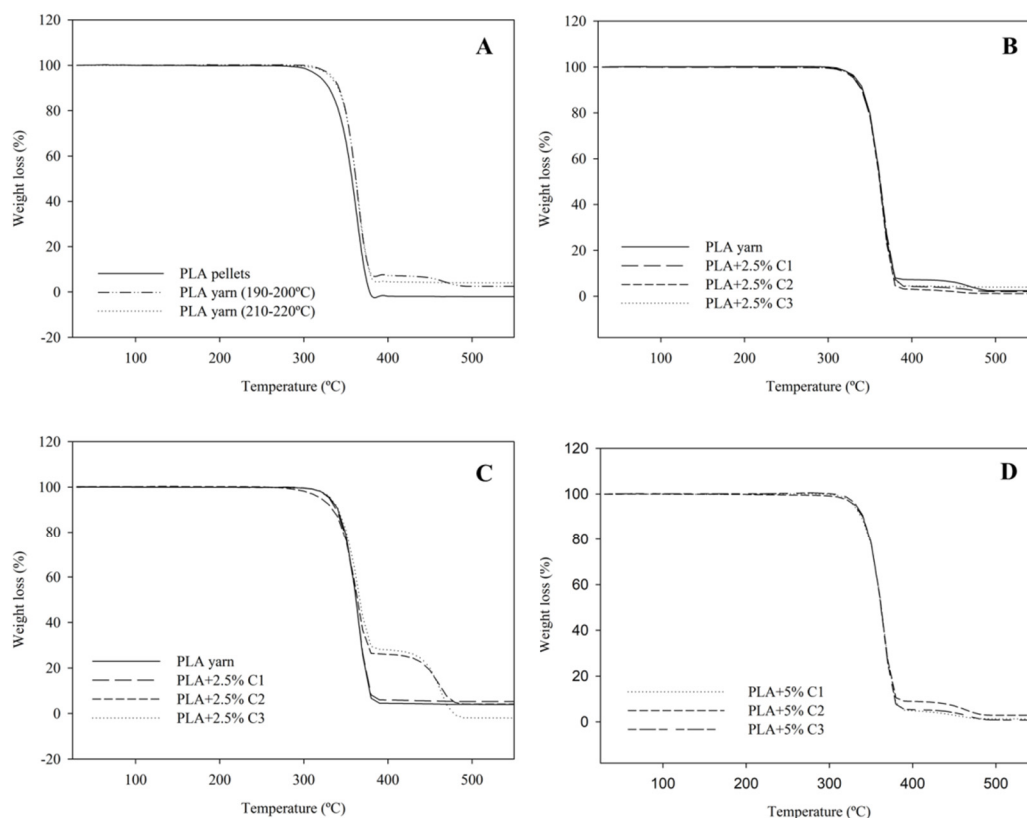 A
120
100
80
60
40
20
0
-20
Weight loss (%)
PLA pellets
PLA yarn (190-200ºC)
PLA yarn (210-220ºC)
100 200 300 400 500
Temperature (ºC)
B
120
100
80
60
40
20
0
-20
Weight loss (%)
PLA yarn
PLA+2.5% C1
PLA+2.5% C2
PLA+2.5% C3
100 200 300 400 500
Temperature (ºC)
C
120
100
80
60
40
20
0
-20
Weight loss (%)
PLA yarn
PLA+2.5% C1
PLA+2.5% C2
PLA+2.5% C3
100 200 300 400 500
Temperature (ºC)
D
120
100
80
60
40
20
0
Weight loss (%)
PLA+5% C1
PLA+5% C2
PLA+5% C3
100 200 300 400 500
Temperature (ºC)